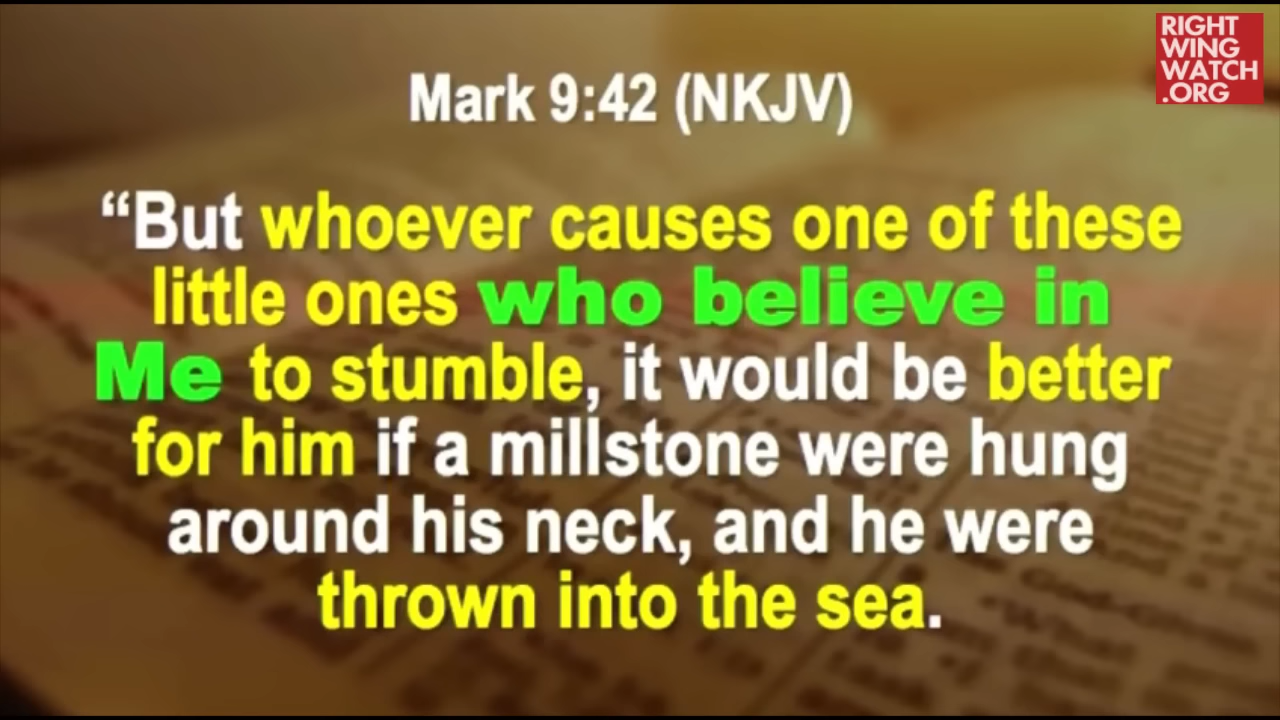 RIGHT
WING
WATCH
.ORG
Mark 9:42 (NKJV)
“But whoever causes one of these
little ones who believe in
Me to stumble, it would be better
for him if a millstone were hung
around his neck, and he were
thrown into the sea.